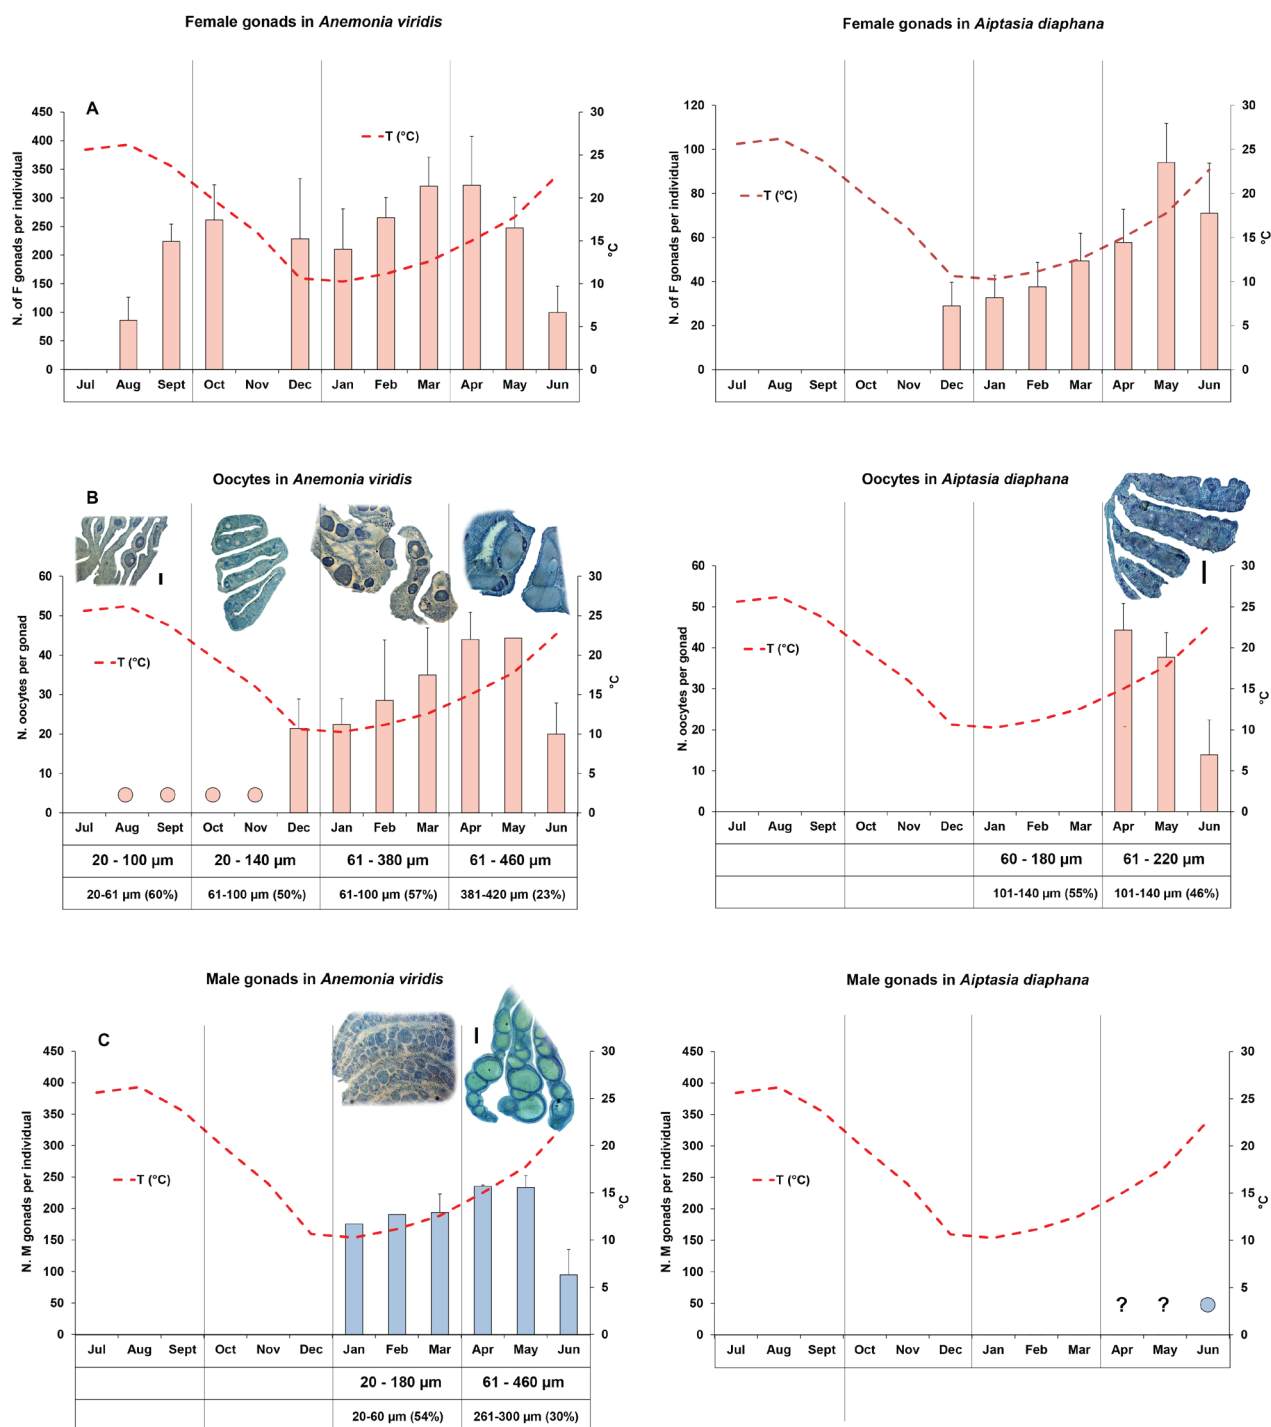 Female gonads in Anemonia viridis
A
T (°C)
N. of F gonads per individual
450
400
350
300
250
200
150
100
50
0
30
25
20
15
10
5
0
°C
Jul Aug Sept Oct Nov Dec Jan Feb Mar Apr May Jun
Female gonads in Aiptasia diaphana
T (°C)
N. of F gonads per individual
120
100
80
60
40
20
0
30
25
20
15
10
5
0
°C
Jul Aug Sept Oct Nov Dec Jan Feb Mar Apr May Jun
Oocytes in Anemonia viridis
B
T (°C)
N. oocytes per gonad
60
50
40
30
20
10
0
30
25
20
15
10
5
0
°C
Jul Aug Sept Oct Nov Dec Jan Feb Mar Apr May Jun
20 - 100 µm 20 - 140 µm 61 - 380 µm 61 - 460 µm
20-61 µm (60%) 61-100 µm (50%) 61-100 µm (57%) 381-420 µm (23%)
Oocytes in Aiptasia diaphana
T (°C)
N. oocytes per gonad
60
50
40
30
20
10
0
30
25
20
15
10
5
0
°C
Jul Aug Sept Oct Nov Dec Jan Feb Mar Apr May Jun
60 - 180 µm 61 - 220 µm
101-140 µm (55%) 101-140 µm (46%)
Male gonads in Anemonia viridis
C
T (°C)
N. M gonads per individual
450
400
350
300
250
200
150
100
50
0
30
25
20
15
10
5
0
°C
Jul Aug Sept Oct Nov Dec Jan Feb Mar Apr May Jun
20 - 180 µm 61 - 460 µm
20-60 µm (54%) 261-300 µm (30%)
Male gonads in Aiptasia diaphana
T (°C)
N. M gonads per individual
450
400
350
300
250
200
150
100
50
0
30
25
20
15
10
5
0
°C
? ?
Jul Aug Sept Oct Nov Dec Jan Feb Mar Apr May Jun